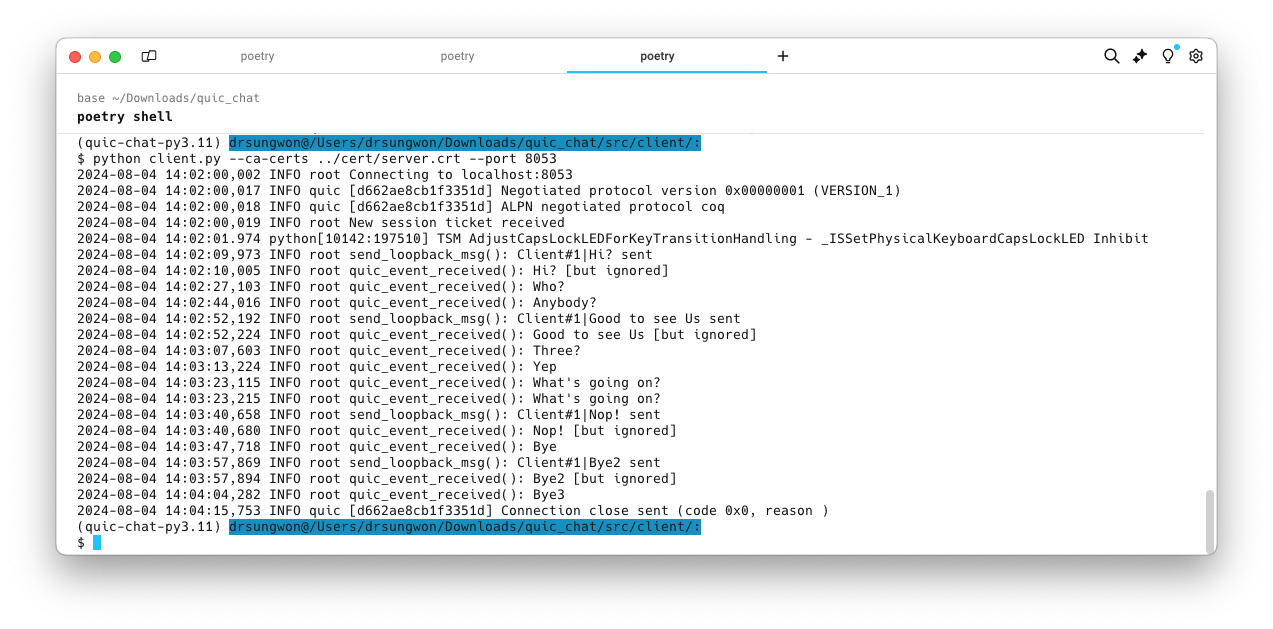 poetry poetry poetry +
base ~/Downloads/quic_chat
poetry shell
(quic-chat-py3.11) drsungwon@/Users/drsungwon/Downloads/quic_chat/src/client/:
$ python client.py --ca-certs ../cert/server.crt --port 8053
2024-08-04 14:02:00,002 INFO root Connecting to localhost:8053
2024-08-04 14:02:00,017 INFO quic [d662ae8cb1f3351d] Negotiated protocol version 0x00000001 (VERSION_1)
2024-08-04 14:02:00,018 INFO quic [d662ae8cb1f3351d] ALPN negotiated protocol coq
2024-08-04 14:02:00,019 INFO root New session ticket received
2024-08-04 14:02:01.974 python[10142:197510] TSM AdjustCapsLockLEDForKeyTransitionHandling - _ISSetPhysicalKeyboardCapsLockLED Inhibit
2024-08-04 14:02:09,973 INFO root send_loopback_msg(): Client#1|Hi? sent
2024-08-04 14:02:10,005 INFO root quic_event_received(): Hi? [but ignored]
2024-08-04 14:02:27,103 INFO root quic_event_received(): Who?
2024-08-04 14:02:44,016 INFO root quic_event_received(): Anybody?
2024-08-04 14:02:52,192 INFO root send_loopback_msg(): Client#1|Good to see Us sent
2024-08-04 14:02:52,224 INFO root quic_event_received(): Good to see Us [but ignored]
2024-08-04 14:03:07,603 INFO root quic_event_received(): Three?
2024-08-04 14:03:13,224 INFO root quic_event_received(): Yep
2024-08-04 14:03:23,115 INFO root quic_event_received(): What's going on?
2024-08-04 14:03:23,215 INFO root quic_event_received(): What's going on?
2024-08-04 14:03:40,658 INFO root send_loopback_msg(): Client#1|Nop! sent
2024-08-04 14:03:40,680 INFO root quic_event_received(): Nop! [but ignored]
2024-08-04 14:03:47,718 INFO root quic_event_received(): Bye
2024-08-04 14:03:57,869 INFO root send_loopback_msg(): Client#1|Bye2 sent
2024-08-04 14:03:57,894 INFO root quic_event_received(): Bye2 [but ignored]
2024-08-04 14:04:04,282 INFO root quic_event_received(): Bye3
2024-08-04 14:04:15,753 INFO quic [d662ae8cb1f3351d] Connection close sent (code 0x0, reason )
(quic-chat-py3.11) drsungwon@/Users/drsungwon/Downloads/quic_chat/src/client/:
$